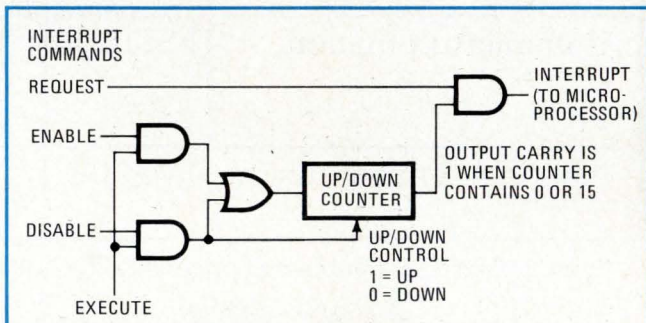 INTERRUPT
COMMANDS
REQUEST
ENABLE
DISABLE
EXECUTE
UP/DOWN
COUNTER
UP/DOWN
CONTROL
1 = UP
0 = DOWN
INTERRUPT
(TO MICRO-
PROCESSOR)
OUTPUT CARRY IS
1 WHEN COUNTER
CONTAINS 0 OR 15